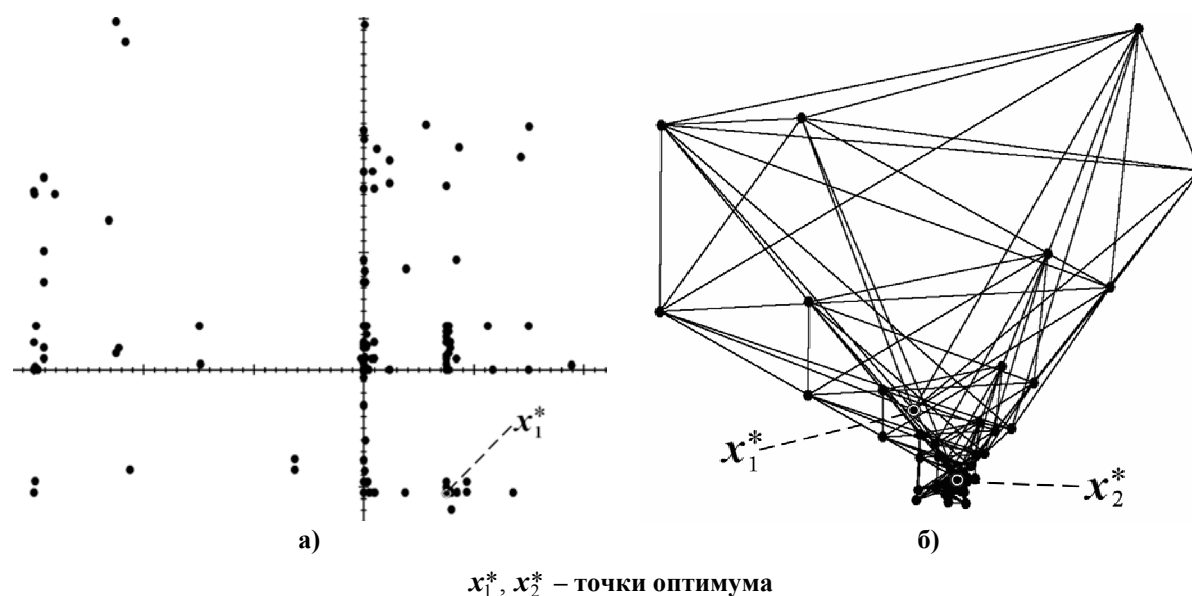 x₁*
x₁*
x₂*
а)
б)
x₁*, x₂* – точки оптимума